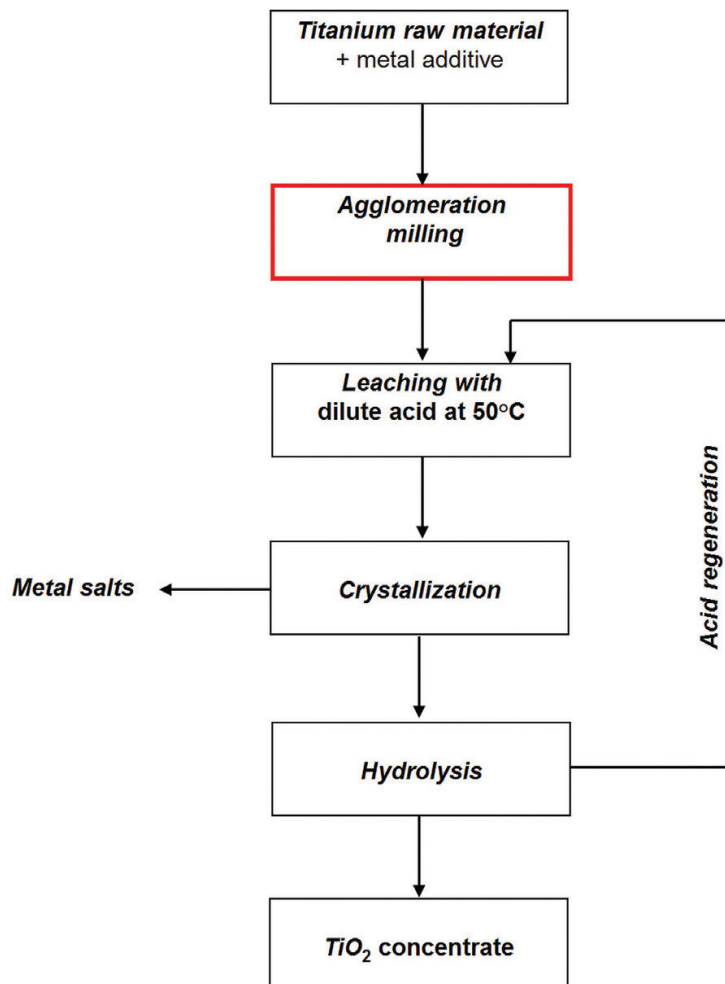 Titanium raw material
+ metal additive
Agglomeration
milling
Leaching with
dilute acid at 50°C
Acid regeneration
Metal salts
Crystallization
Hydrolysis
TiO₂ concentrate